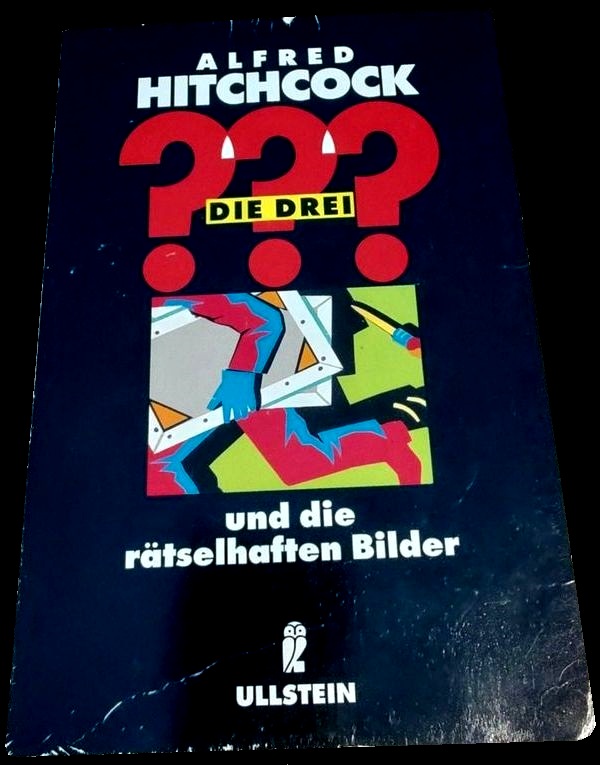 ALFRED
HITCHCOCK
???
DIE DREI
und die
rätselhaften Bilder
ULLSTEIN